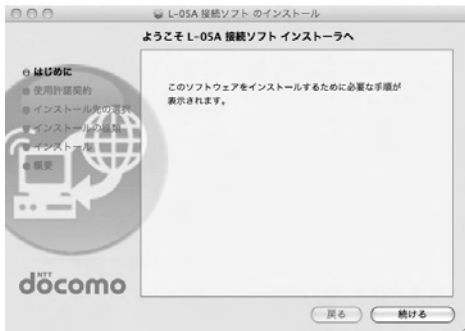 L-05A 接続ソフト のインストール
ようこそ L-05A 接続ソフト インストーラへ
はじめに
使用許諾契約
インストール先の選択
インストールの種類
インストール
概要
このソフトウェアをインストールするために必要な手順が
表示されます。
NTT
docomo
戻る
続ける